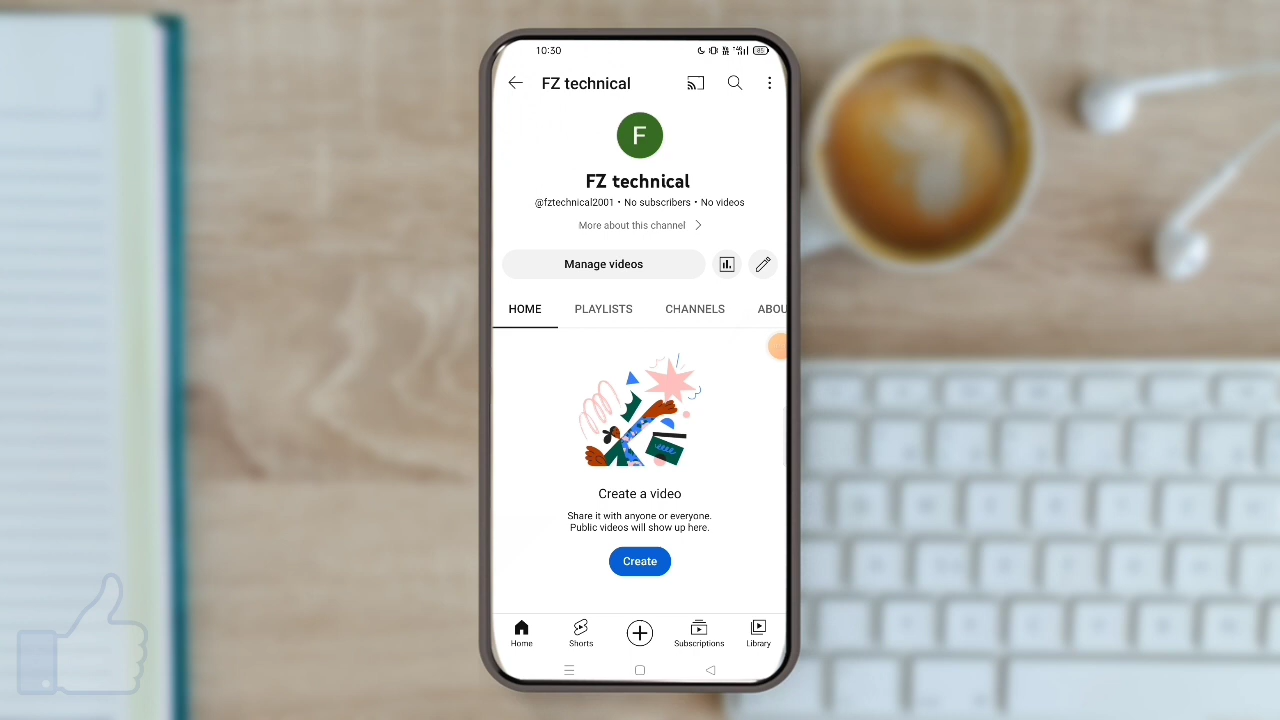 10:30
FZ technical
F
FZ technical
@fztechnical2001 • No subscribers • No videos
More about this channel
Manage videos
HOME PLAYLISTS CHANNELS ABOU
Create a video
Share it with anyone or everyone.
Public videos will show up here.
Create
Home Shorts Subscriptions Library